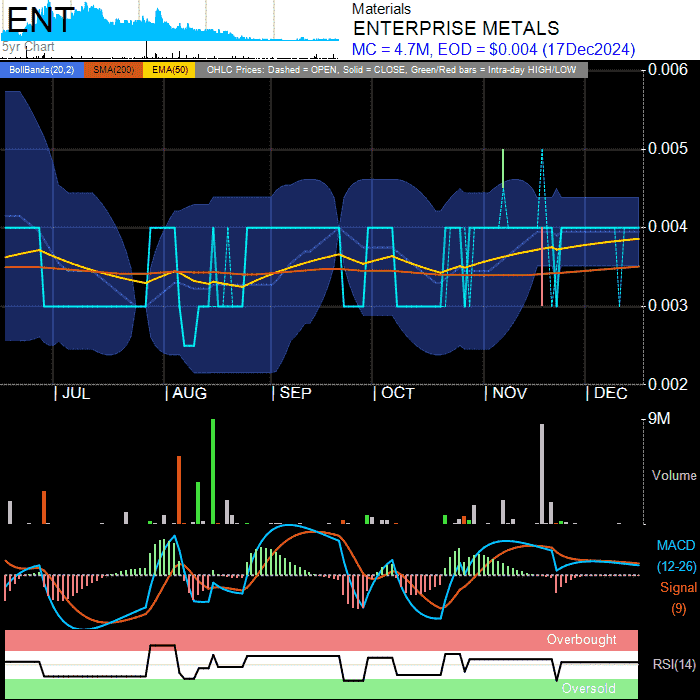 ENT
5yr Chart
Materials
ENTERPRISE METALS
MC = 4.7M, EOD = $0.004 (17Dec2024)
BollBands(20,2) SMA(200) EMA(50) OHLC Prices: Dashed = OPEN, Solid = CLOSE, Green/Red bars = Intra-day HIGH/LOW
0.006
0.005
0.004
0.003
0.002
| JUL | AUG | SEP | OCT | NOV | DEC
9M
Volume
MACD
(12-26)
Signal
(9)
Overbought
RSI(14)
Oversold